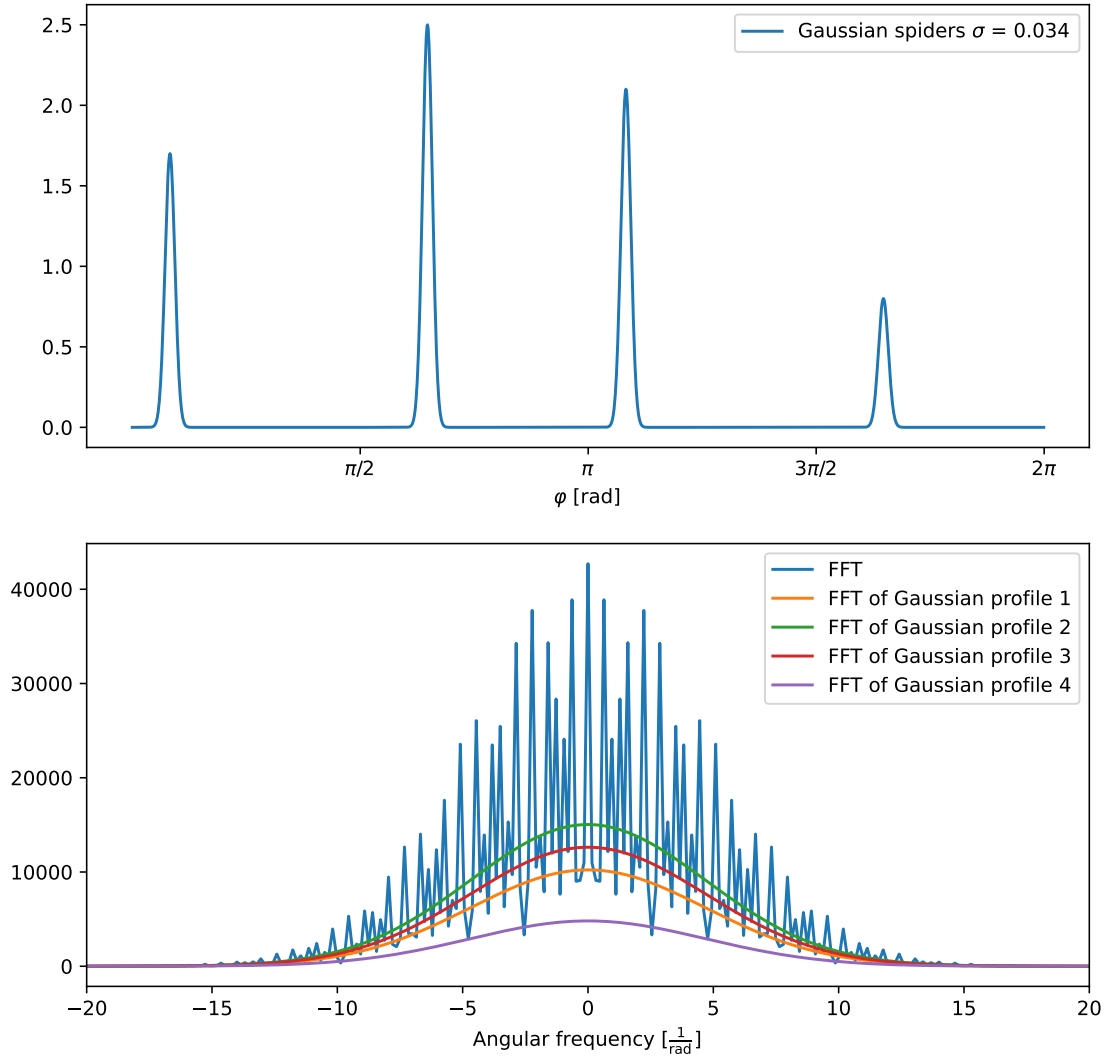 2.5
2.0
1.5
1.0
0.5
0.0
Gaussian spiders σ = 0.034
π/2
π
3π/2
2π
φ [rad]
40000
30000
20000
10000
0
FFT
FFT of Gaussian profile 1
FFT of Gaussian profile 2
FFT of Gaussian profile 3
FFT of Gaussian profile 4
−20
−15
−10
−5
0
5
10
15
20
Angular frequency [1/rad]